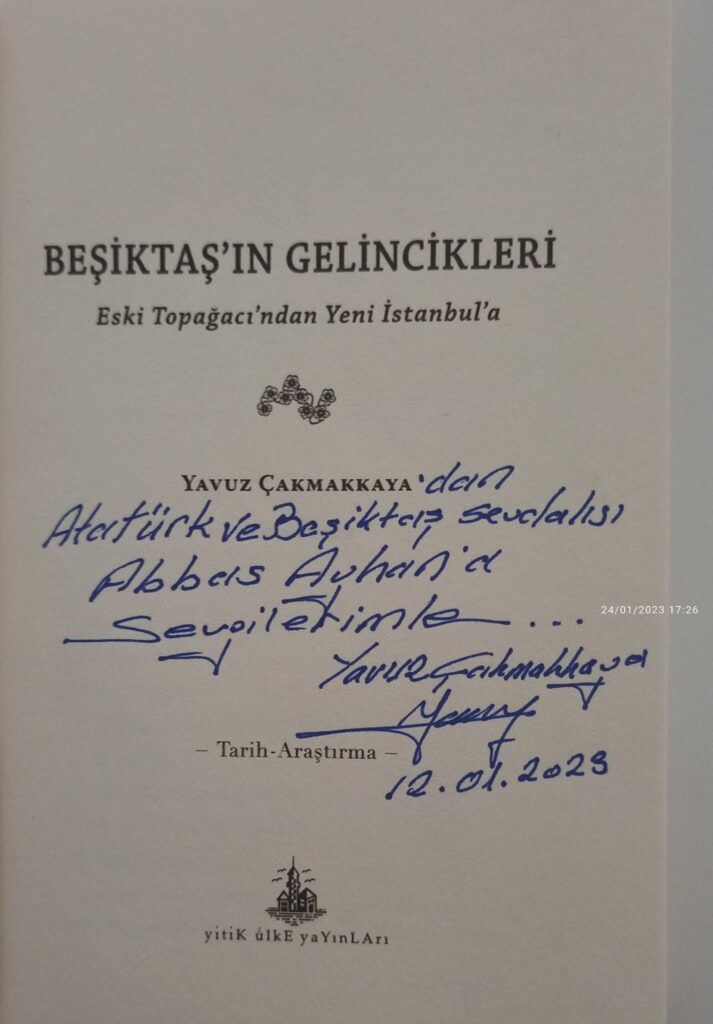 BEŞİKTAŞ'IN GELİNCİKLERİ
Eski Topağacı'ndan Yeni İstanbul'a
YAVUZ ÇAKMAKKAYA'dan
Atatürk ve Beşiktaş sevdalısı
Abbas Ayhan'a
Sevgilerimle...
24/01/2023 17:26
Yavuz Çakmakkaya
– Tarih-Araştırma –
12.01.2023
yitiK ülkE yaYınLArı